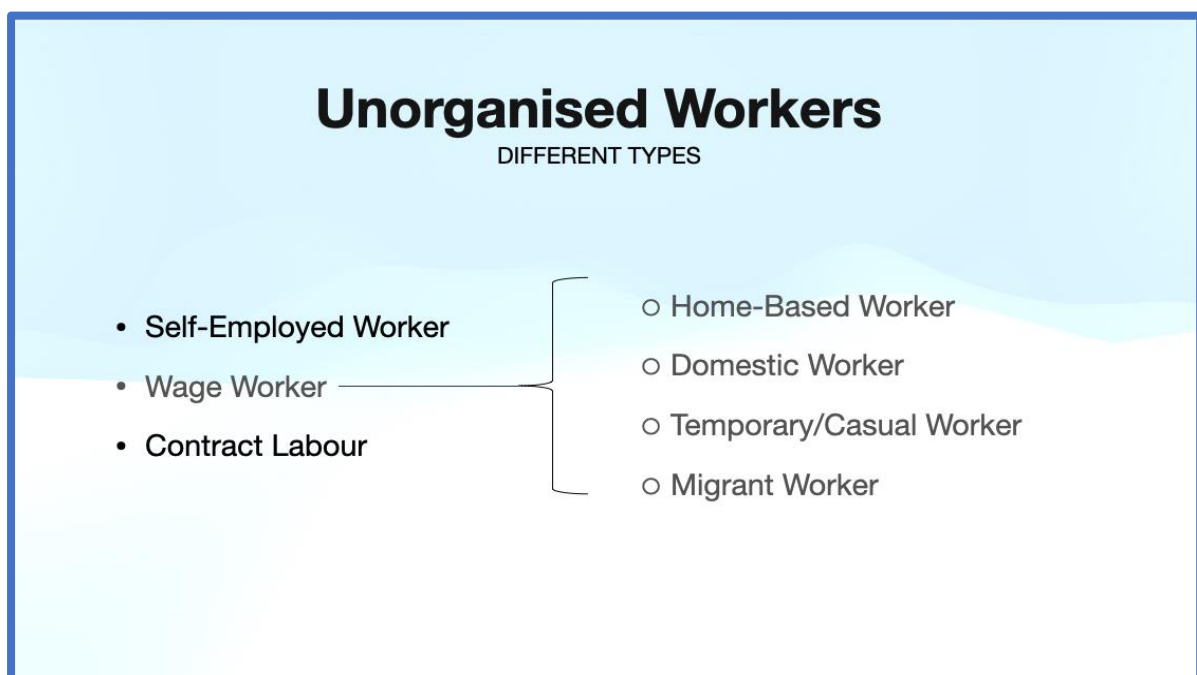 Unorganised Workers
DIFFERENT TYPES
• Self-Employed Worker
• Wage Worker
• Contract Labour
○ Home-Based Worker
○ Domestic Worker
○ Temporary/Casual Worker
○ Migrant Worker